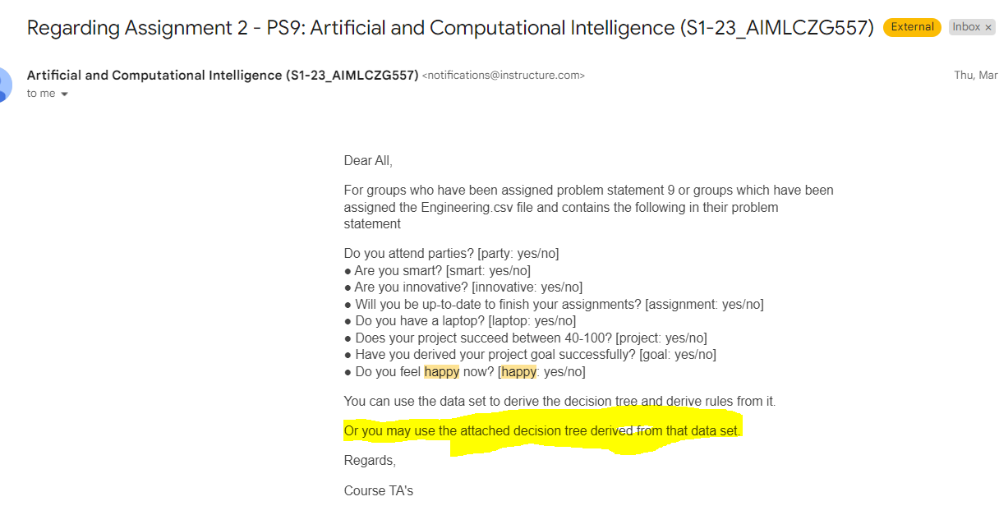 Regarding Assignment 2 - PS9: Artificial and Computational Intelligence (S1-23_AIMLCZG557) External Inbox ×
Artificial and Computational Intelligence (S1-23_AIMLCZG557) <notifications@instructure.com> Thu, Mar
to me
Dear All,
For groups who have been assigned problem statement 9 or groups which have been
assigned the Engineering.csv file and contains the following in their problem
statement
Do you attend parties? [party: yes/no]
● Are you smart? [smart: yes/no]
● Are you innovative? [innovative: yes/no]
● Will you be up-to-date to finish your assignments? [assignment: yes/no]
● Do you have a laptop? [laptop: yes/no]
● Does your project succeed between 40-100? [project: yes/no]
● Have you derived your project goal successfully? [goal: yes/no]
● Do you feel happy now? [happy: yes/no]
You can use the data set to derive the decision tree and derive rules from it.
Or you may use the attached decision tree derived from that data set.
Regards,
Course TA's